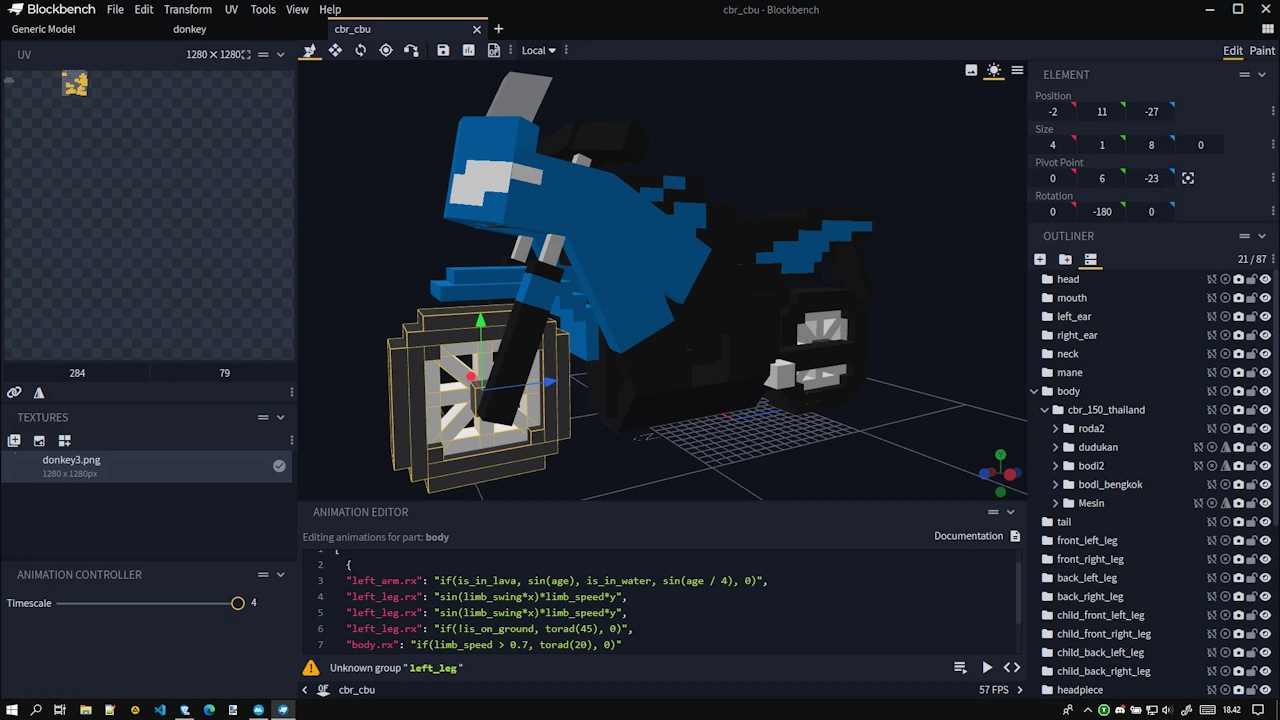 Blockbench
File Edit Transform UV Tools View Help
cbr_cbu - Blockbench
Generic Model
donkey
cbr_cbu
UV
1280 × 1280
Local
Edit Paint
284 79
TEXTURES
donkey3.png
1280 x 1280px
ANIMATION CONTROLLER
Timescale 4
ELEMENT
Position
-2 11 -27
Size
4 1 8 0
Pivot Point
0 6 -23
Rotation
0 -180 0
OUTLINER
21 / 87
head
mouth
left_ear
right_ear
neck
mane
body
cbr_150_thailand
roda2
dudukan
bodi2
bodi_bengkok
Mesin
tail
front_left_leg
front_right_leg
back_left_leg
back_right_leg
child_front_left_leg
child_front_right_leg
child_back_left_leg
child_back_right_leg
headpiece
ANIMATION EDITOR
Editing animations for part: body
Documentation
1 [
2 {
3 "left_arm.rx": "if(is_in_lava, sin(age), is_in_water, sin(age / 4), 0)",
4 "left_leg.rx": "sin(limb_swing*x)*limb_speed*y",
5 "left_leg.rx": "sin(limb_swing*x)*limb_speed*y",
6 "left_leg.rx": "if(!is_on_ground, torad(45), 0)",
7 "body.rx": "if(limb_speed > 0.7, torad(20), 0)"
Unknown group "left_leg"
OF cbr_cbu
57 FPS
18.42